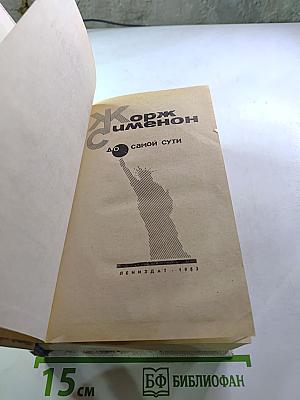 Жорж
Сименон
до самой сути
ЛЕНИЗДАТ · 1983
15 см
БФ БИБЛИОФАН